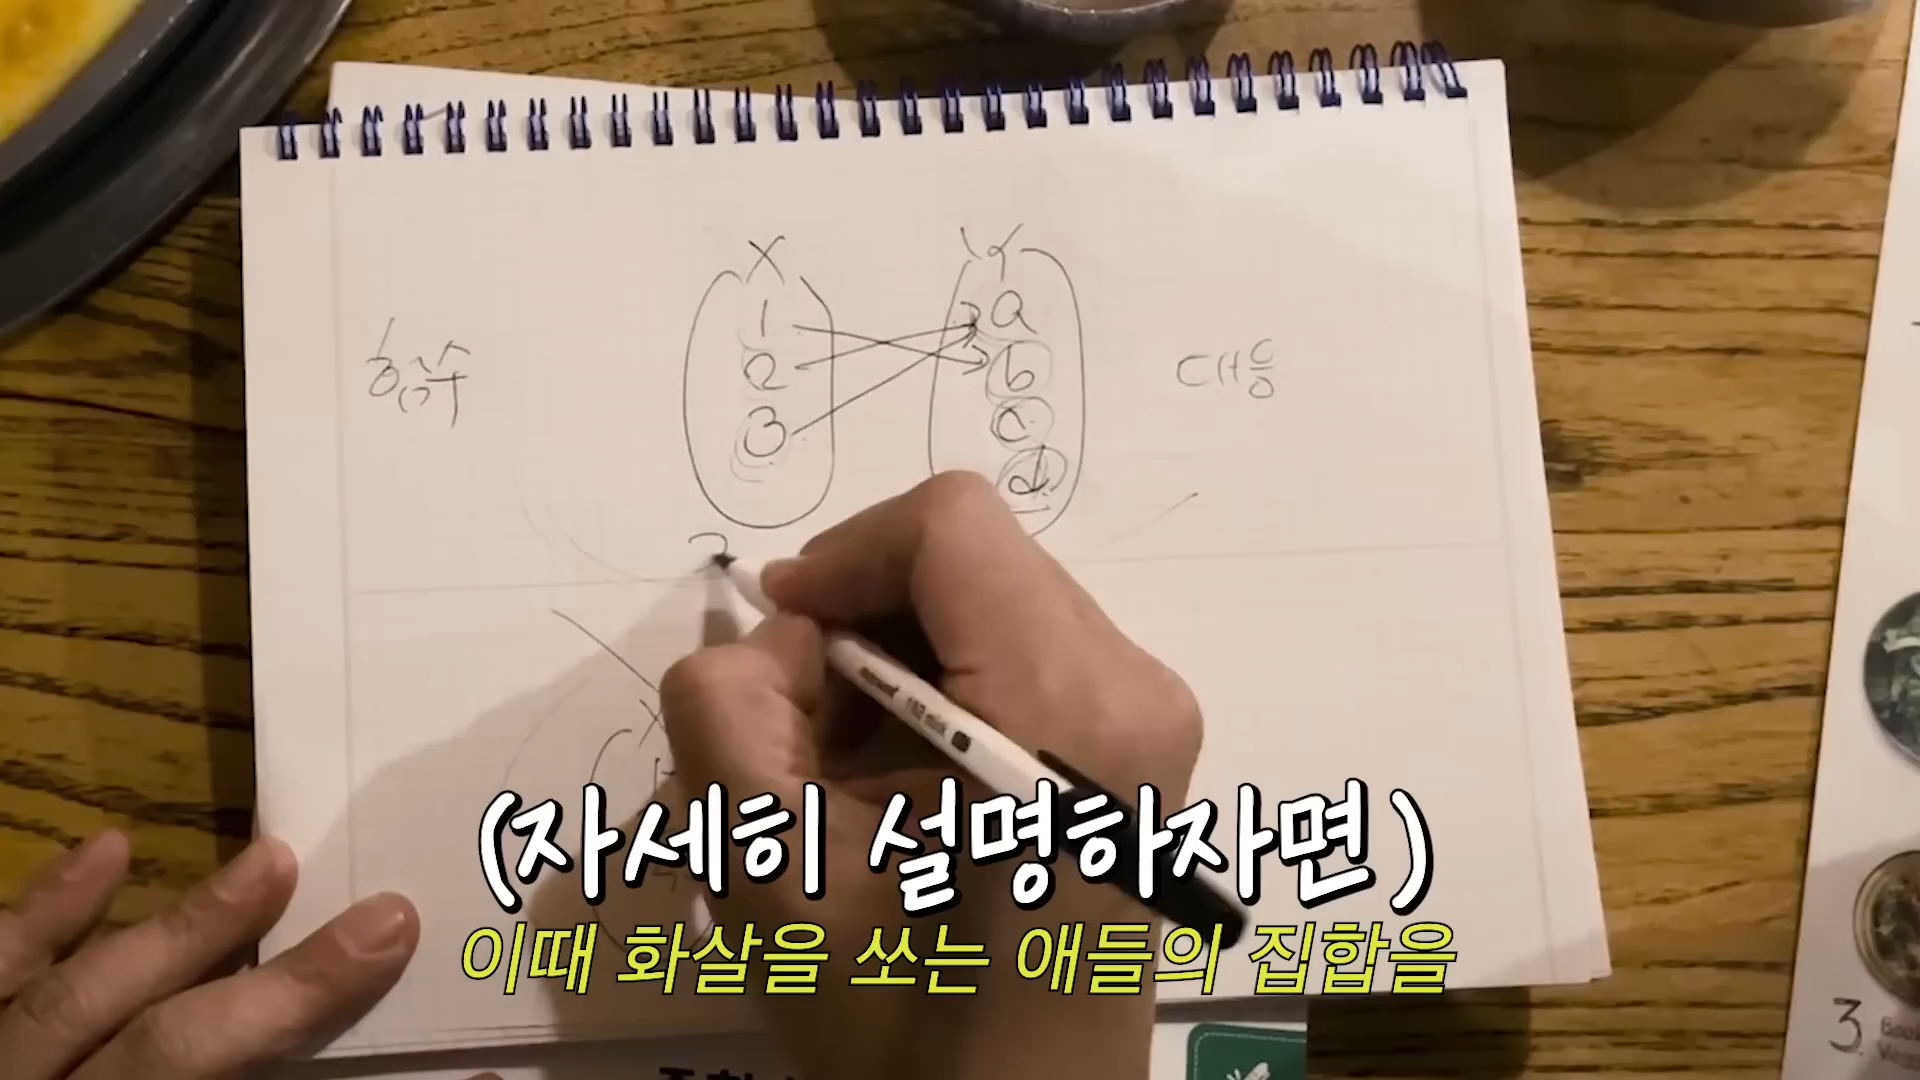 X Y
1 a
2 b
3 c
d
함수
대응
(자세히 설명하자면)
이때 화살을 쏘는 애들의 집합을
3.